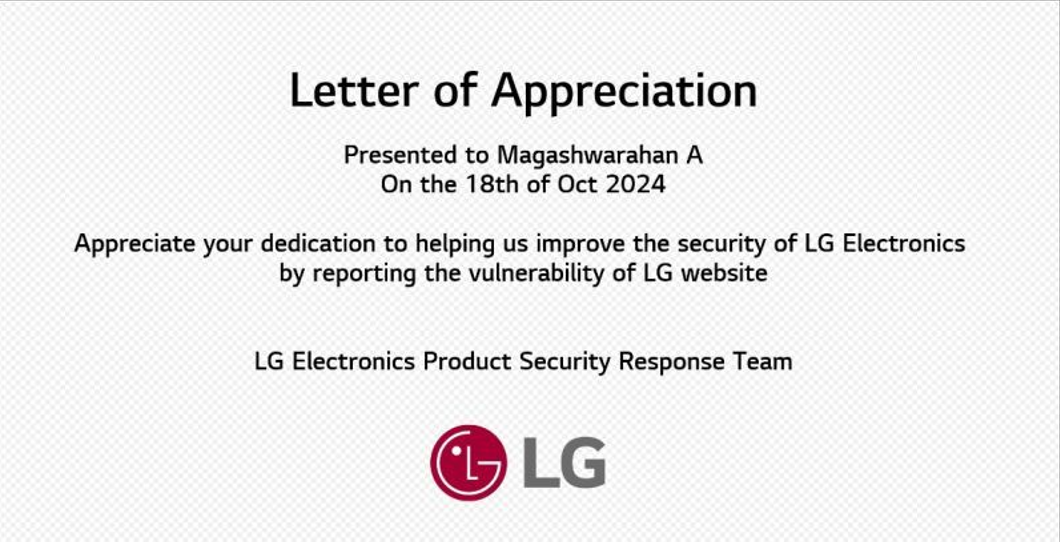 Letter of Appreciation
Presented to Magashwarahan A
On the 18th of Oct 2024
Appreciate your dedication to helping us improve the security of LG Electronics
by reporting the vulnerability of LG website
LG Electronics Product Security Response Team
LG